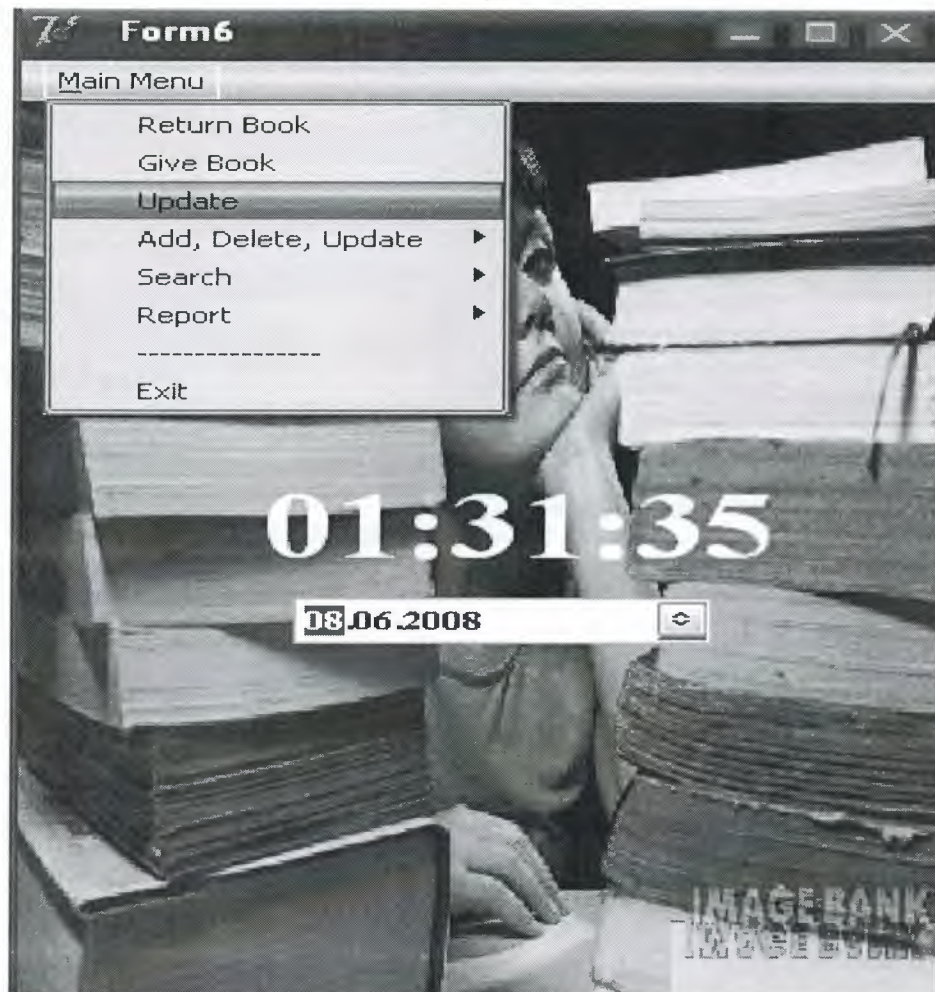 Form6
Main Menu
Return Book
Give Book
Update
Add, Delete, Update
Search
Report
----------------
Exit
01:31:35
08.06.2008
IMAGEBANK